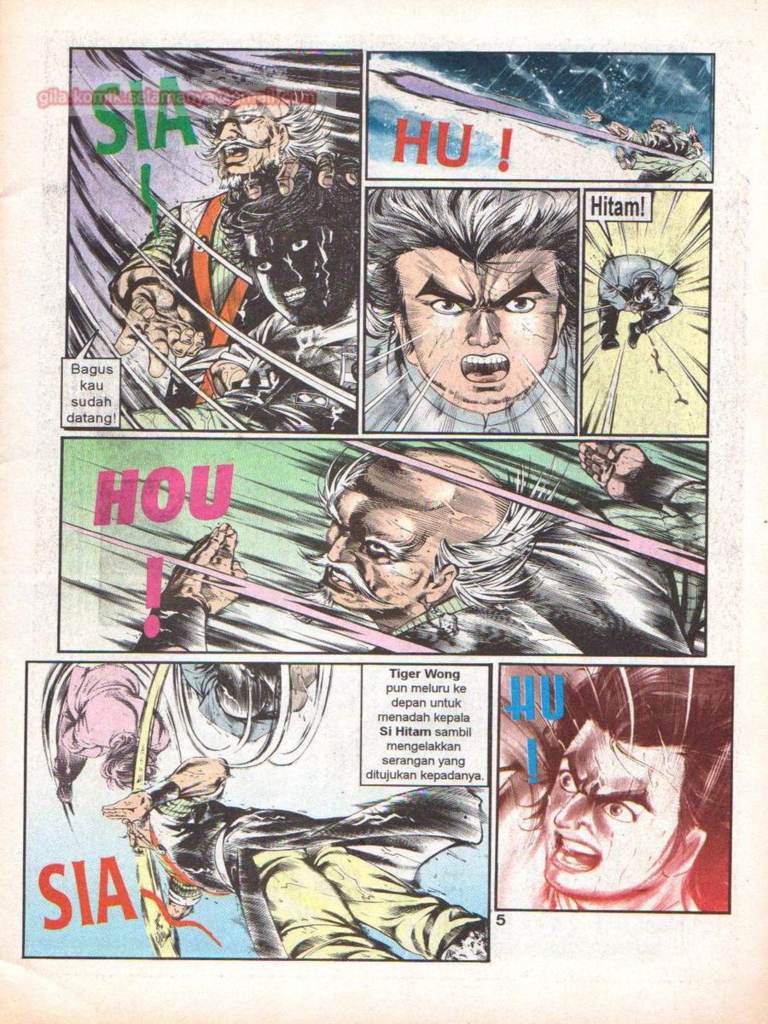 SIA
!
HU !
Hitam!
Bagus
kau
sudah
datang!
HOU
!
Tiger Wong
pun meluru ke
depan untuk
menadah kepala
Si Hitam sambil
mengelakkan
serangan yang
ditujukan kepadanya.
HU
!
SIA
!
5